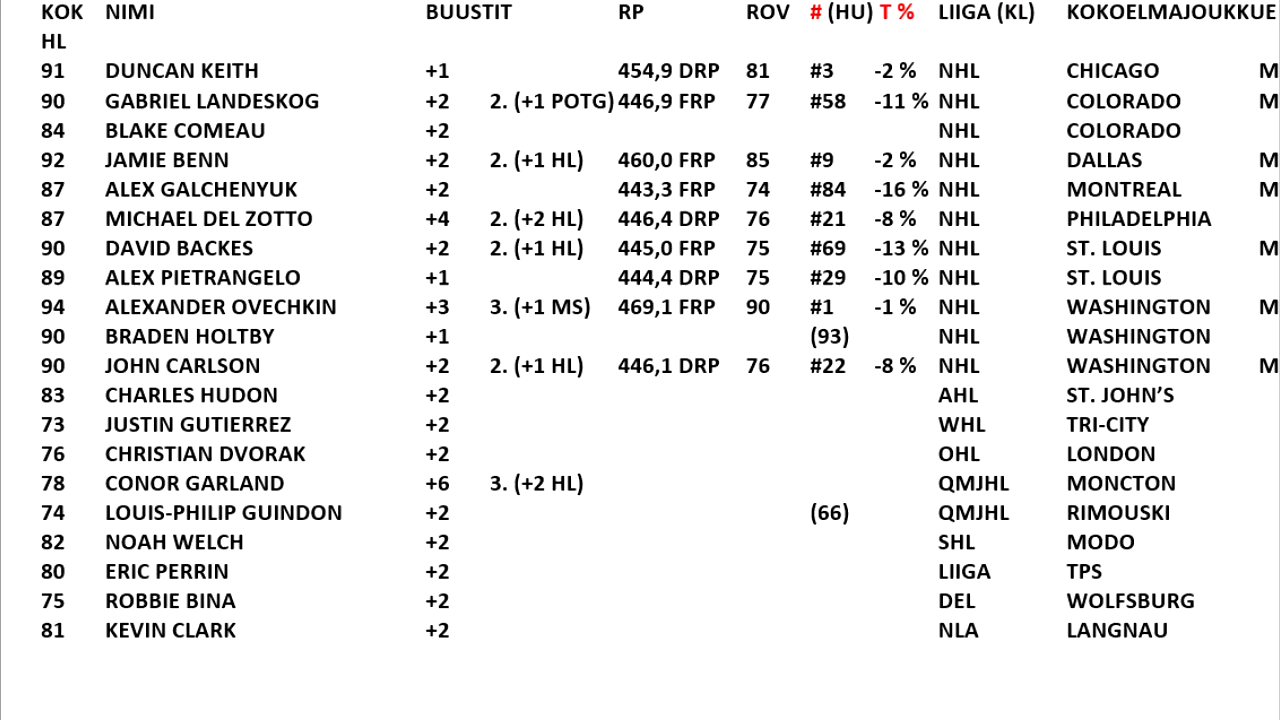 KOK NIMI BUUSTIT RP ROV # (HU) T % LIIGA (KL) KOKOELMAJOUKKUE
HL
91 DUNCAN KEITH +1 454,9 DRP 81 #3 -2 % NHL CHICAGO M
90 GABRIEL LANDESKOG +2 2. (+1 POTG) 446,9 FRP 77 #58 -11 % NHL COLORADO M
84 BLAKE COMEAU +2 NHL COLORADO
92 JAMIE BENN +2 2. (+1 HL) 460,0 FRP 85 #9 -2 % NHL DALLAS M
87 ALEX GALCHENYUK +2 443,3 FRP 74 #84 -16 % NHL MONTREAL M
87 MICHAEL DEL ZOTTO +4 2. (+2 HL) 446,4 DRP 76 #21 -8 % NHL PHILADELPHIA
90 DAVID BACKES +2 2. (+1 HL) 445,0 FRP 75 #69 -13 % NHL ST. LOUIS M
89 ALEX PIETRANGELO +1 444,4 DRP 75 #29 -10 % NHL ST. LOUIS
94 ALEXANDER OVECHKIN +3 3. (+1 MS) 469,1 FRP 90 #1 -1 % NHL WASHINGTON M
90 BRADEN HOLTBY +1 (93) NHL WASHINGTON
90 JOHN CARLSON +2 2. (+1 HL) 446,1 DRP 76 #22 -8 % NHL WASHINGTON M
83 CHARLES HUDON +2 AHL ST. JOHN’S
73 JUSTIN GUTIERREZ +2 WHL TRI-CITY
76 CHRISTIAN DVORAK +2 OHL LONDON
78 CONOR GARLAND +6 3. (+2 HL) QMJHL MONCTON
74 LOUIS-PHILIP GUINDON +2 (66) QMJHL RIMOUSKI
82 NOAH WELCH +2 SHL MODO
80 ERIC PERRIN +2 LIIGA TPS
75 ROBBIE BINA +2 DEL WOLFSBURG
81 KEVIN CLARK +2 NLA LANGNAU